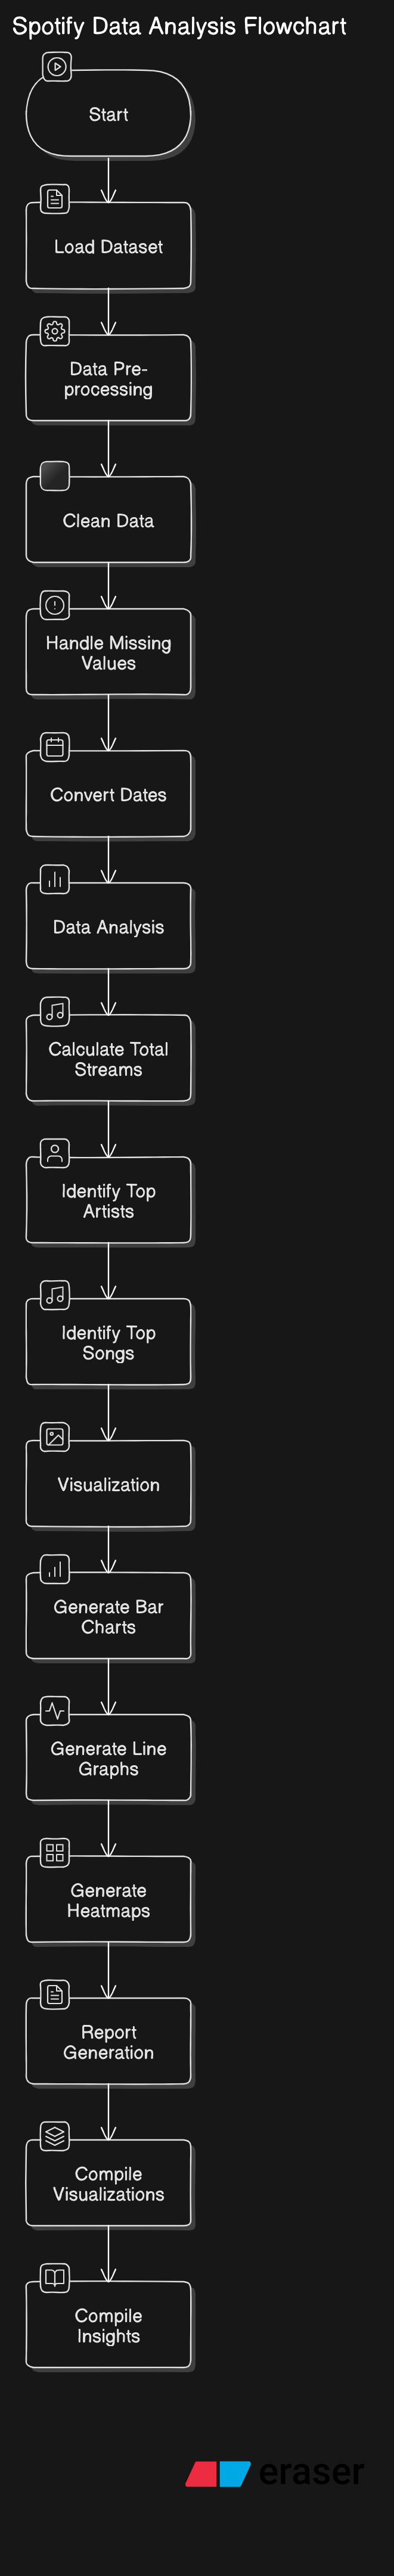 Spotify Data Analysis Flowchart
Start
Load Dataset
Data Pre-
processing
Clean Data
Handle Missing
Values
Convert Dates
Data Analysis
Calculate Total
Streams
Identify Top
Artists
Identify Top
Songs
Visualization
Generate Bar
Charts
Generate Line
Graphs
Generate
Heatmaps
Report
Generation
Compile
Visualizations
Compile
Insights
eraser